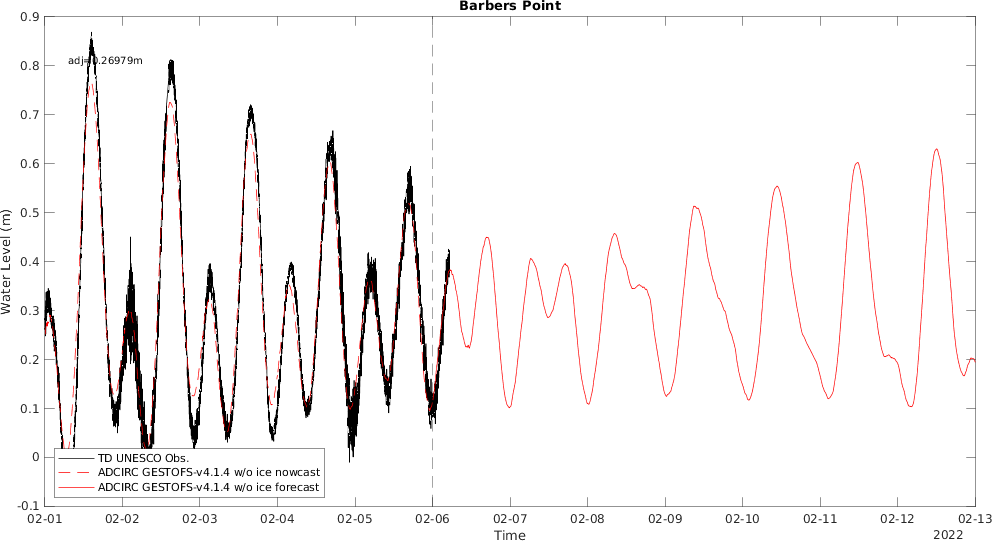 Barbers Point
0.9
0.8
0.7
0.6
0.5
0.4
0.3
0.2
0.1
0
-0.1
Water Level (m)
adj=0.26979m
TD UNESCO Obs.
ADCIRC GESTOFS-v4.1.4 w/o ice nowcast
ADCIRC GESTOFS-v4.1.4 w/o ice forecast
02-01 02-02 02-03 02-04 02-05 02-06 02-07 02-08 02-09 02-10 02-11 02-12 02-13
Time
2022